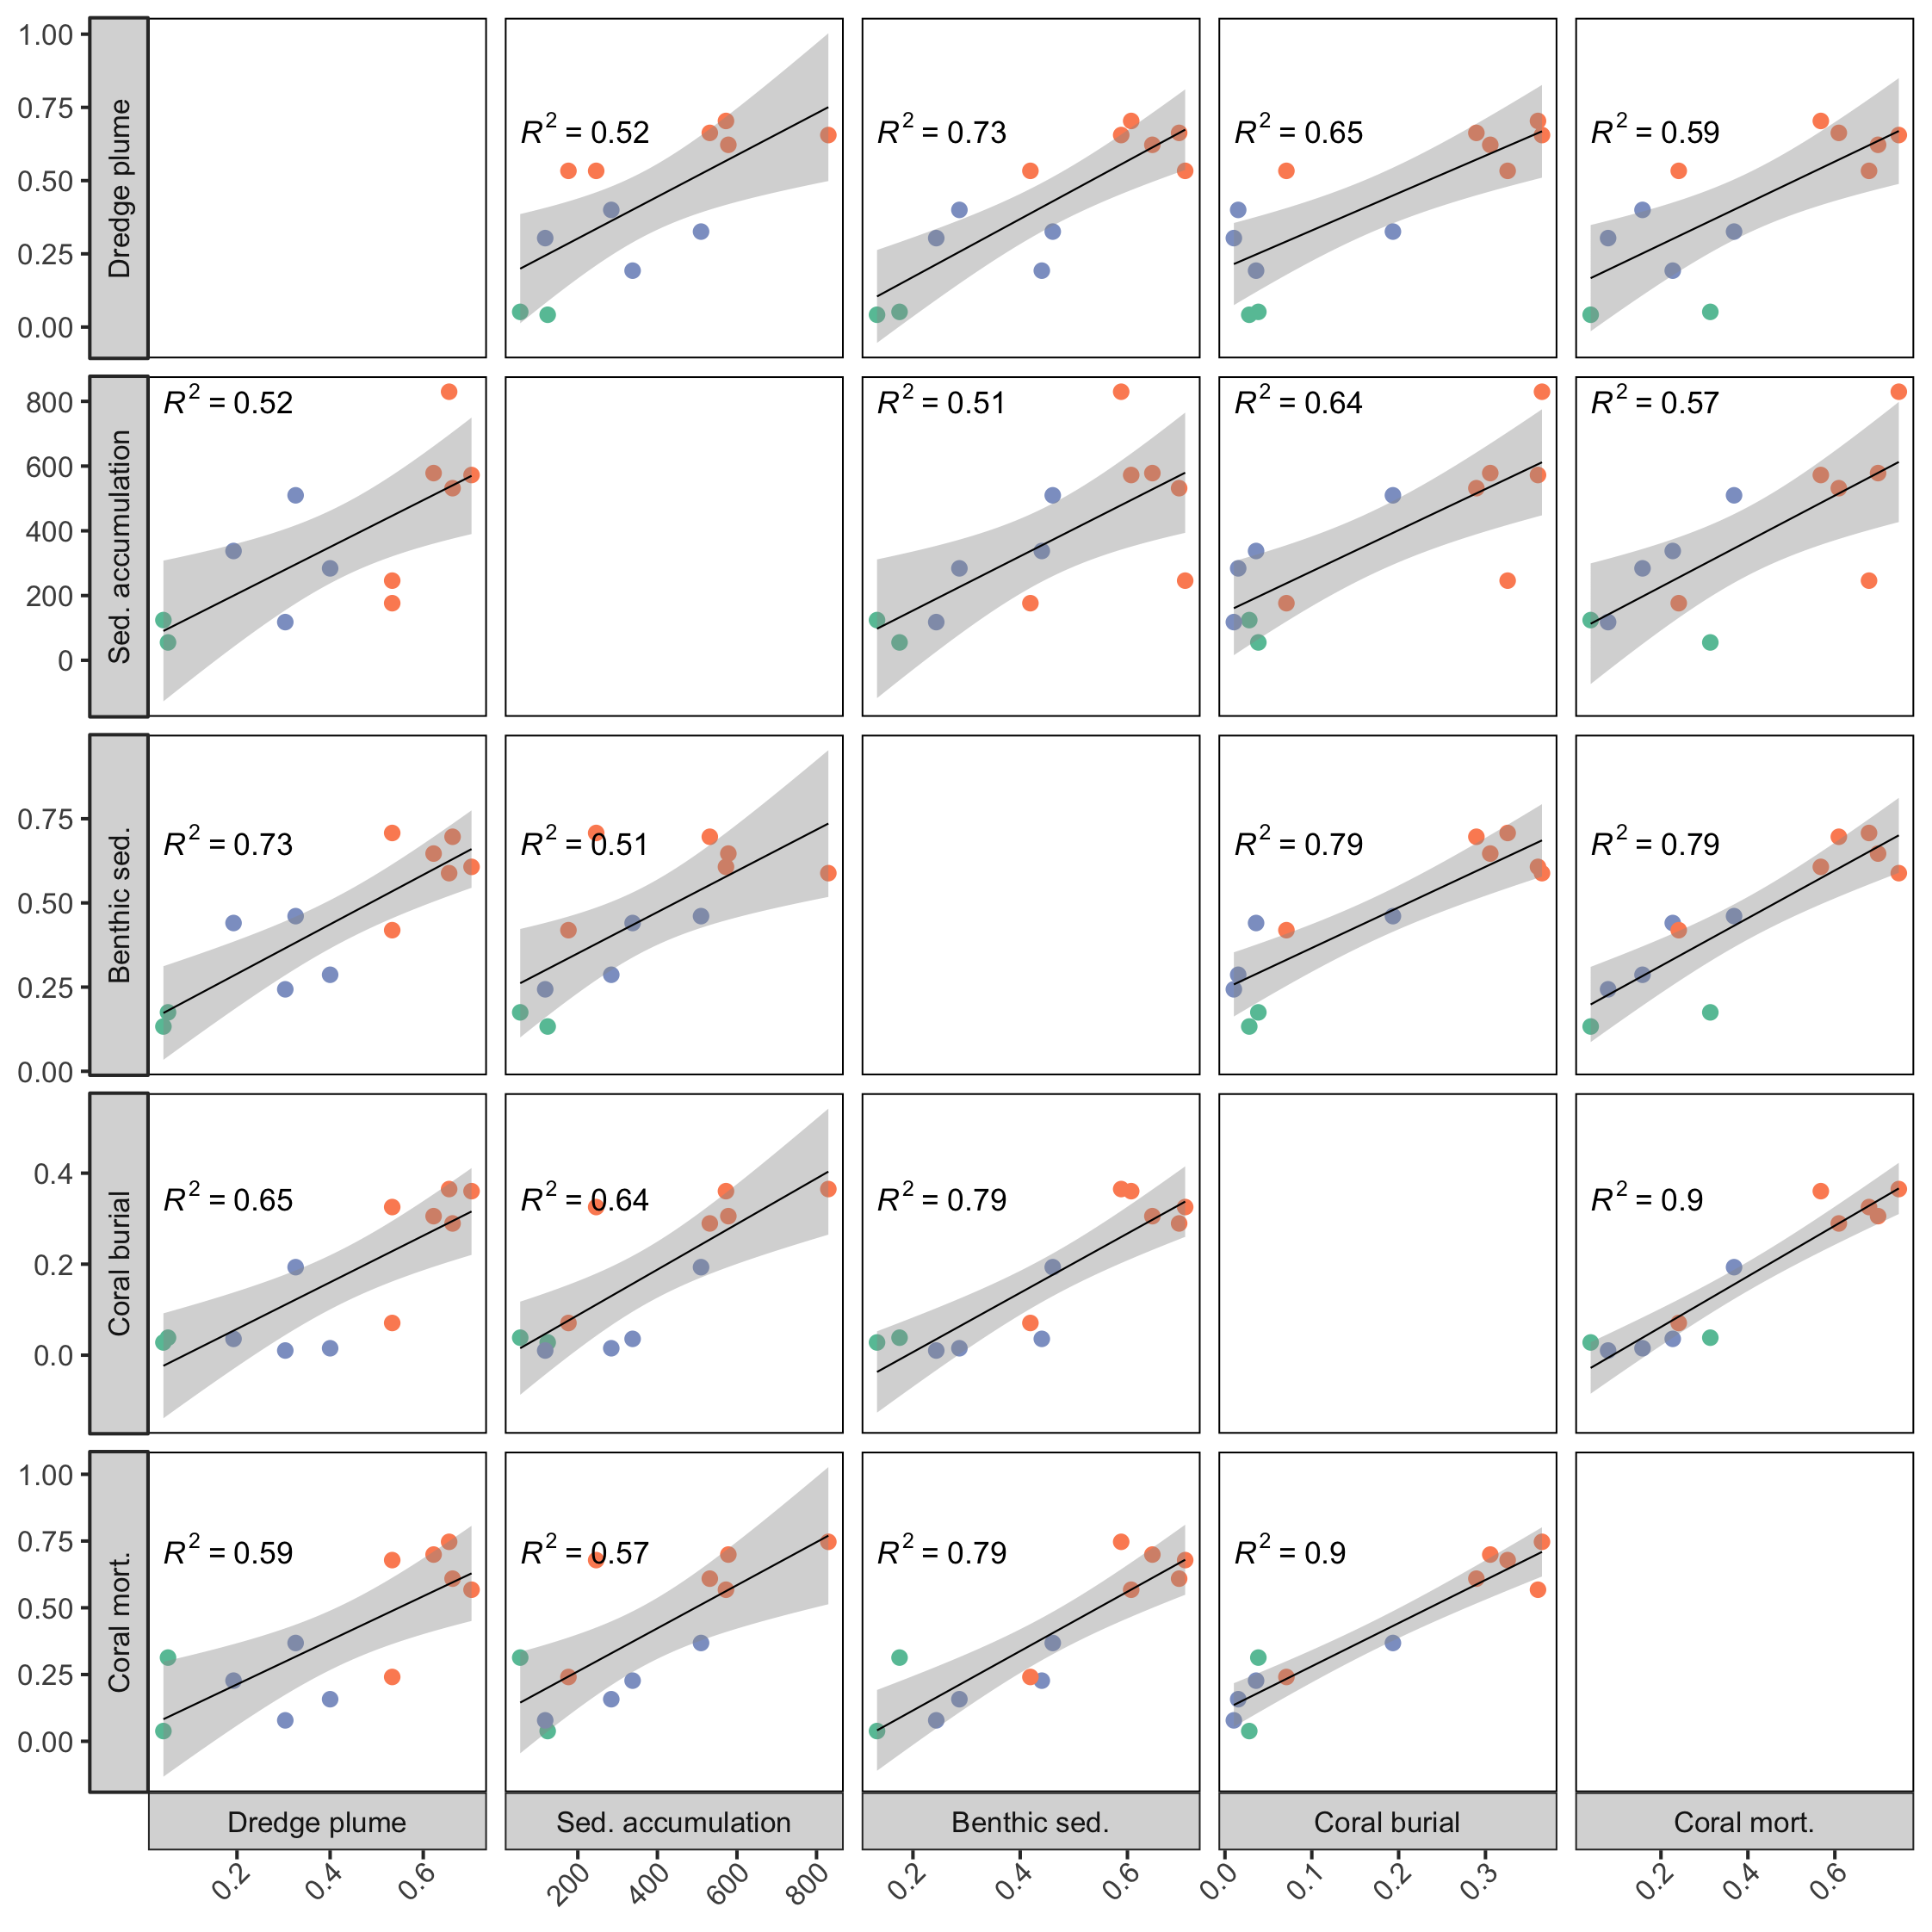 1.00
0.75
0.50
0.25
0.00
Dredge plume
R² = 0.52
R² = 0.73
R² = 0.65
R² = 0.59
800
600
400
200
0
Sed. accumulation
R² = 0.52
R² = 0.51
R² = 0.64
R² = 0.57
0.75
0.50
0.25
0.00
Benthic sed.
R² = 0.73
R² = 0.51
R² = 0.79
R² = 0.79
0.4
0.2
0.0
Coral burial
R² = 0.65
R² = 0.64
R² = 0.79
R² = 0.9
1.00
0.75
0.50
0.25
0.00
Coral mort.
R² = 0.59
R² = 0.57
R² = 0.79
R² = 0.9
Dredge plume Sed. accumulation Benthic sed. Coral burial Coral mort.
0.2 0.4 0.6 200 400 600 800 0.2 0.4 0.6 0.0 0.1 0.2 0.3 0.2 0.4 0.6